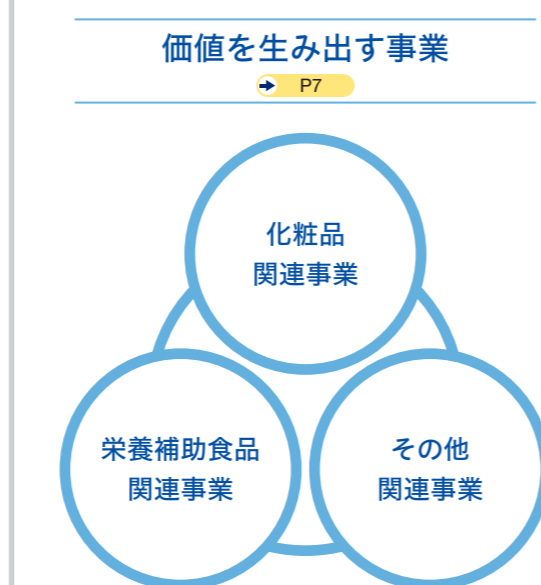 価値を生み出す事業
P7
化粧品
関連事業
栄養補助食品
関連事業
その他
関連事業